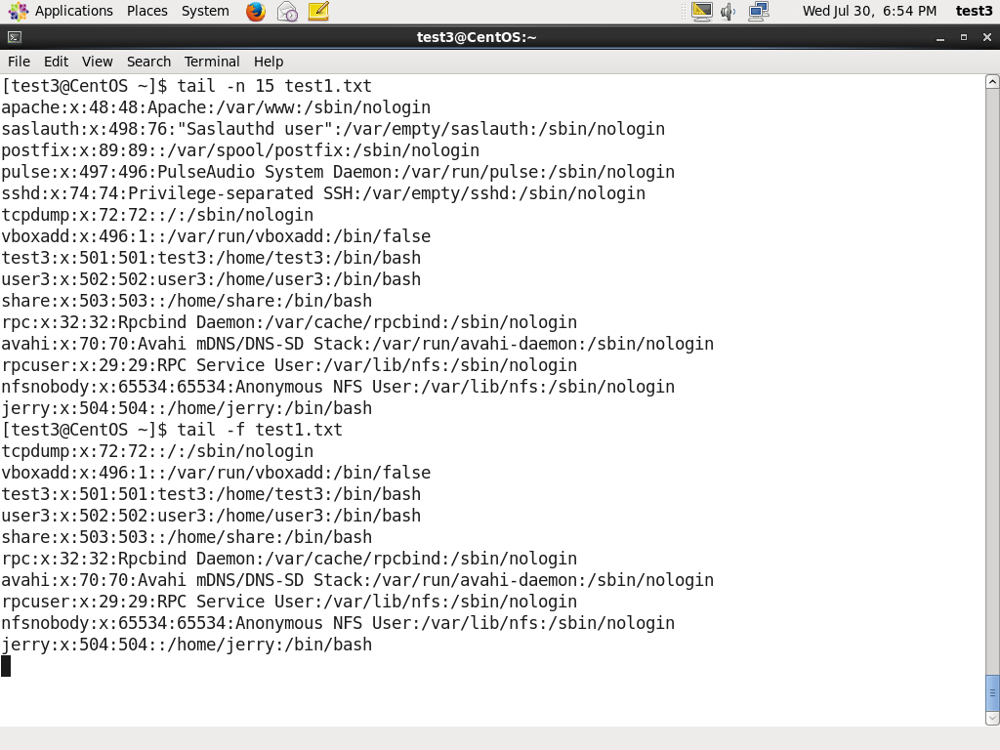 Applications Places System Wed Jul 30, 6:54 PM test3
test3@CentOS:~
File Edit View Search Terminal Help
[test3@CentOS ~]$ tail -n 15 test1.txt
apache:x:48:48:Apache:/var/www:/sbin/nologin
saslauth:x:498:76:"Saslauthd user":/var/empty/saslauth:/sbin/nologin
postfix:x:89:89::/var/spool/postfix:/sbin/nologin
pulse:x:497:496:PulseAudio System Daemon:/var/run/pulse:/sbin/nologin
sshd:x:74:74:Privilege-separated SSH:/var/empty/sshd:/sbin/nologin
tcpdump:x:72:72::/:/sbin/nologin
vboxadd:x:496:1::/var/run/vboxadd:/bin/false
test3:x:501:501:test3:/home/test3:/bin/bash
user3:x:502:502:user3:/home/user3:/bin/bash
share:x:503:503::/home/share:/bin/bash
rpc:x:32:32:Rpcbind Daemon:/var/cache/rpcbind:/sbin/nologin
avahi:x:70:70:Avahi mDNS/DNS-SD Stack:/var/run/avahi-daemon:/sbin/nologin
rpcuser:x:29:29:RPC Service User:/var/lib/nfs:/sbin/nologin
nfsnobody:x:65534:65534:Anonymous NFS User:/var/lib/nfs:/sbin/nologin
jerry:x:504:504::/home/jerry:/bin/bash
[test3@CentOS ~]$ tail -f test1.txt
tcpdump:x:72:72::/:/sbin/nologin
vboxadd:x:496:1::/var/run/vboxadd:/bin/false
test3:x:501:501:test3:/home/test3:/bin/bash
user3:x:502:502:user3:/home/user3:/bin/bash
share:x:503:503::/home/share:/bin/bash
rpc:x:32:32:Rpcbind Daemon:/var/cache/rpcbind:/sbin/nologin
avahi:x:70:70:Avahi mDNS/DNS-SD Stack:/var/run/avahi-daemon:/sbin/nologin
rpcuser:x:29:29:RPC Service User:/var/lib/nfs:/sbin/nologin
nfsnobody:x:65534:65534:Anonymous NFS User:/var/lib/nfs:/sbin/nologin
jerry:x:504:504::/home/jerry:/bin/bash